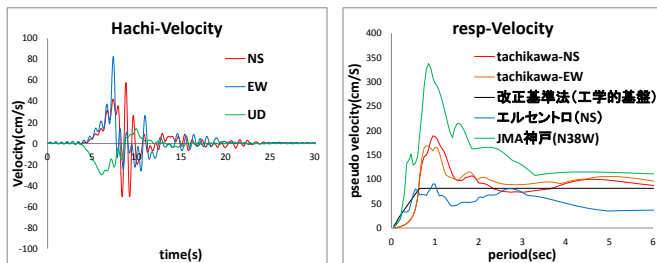 Hachi-Velocity
100
80
60
40
20
0
-20
-40
-60
-80
-100
Velocity(cm/s)
NS
EW
UD
0 5 10 15 20 25 30
time(s)
resp-Velocity
400
350
300
250
200
150
100
50
0
pseudo velocity(cm/S)
tachikawa-NS
tachikawa-EW
改正基準法(工学的基盤)
エルセントロ(NS)
JMA神戸(N38W)
0 1 2 3 4 5 6
period(sec)